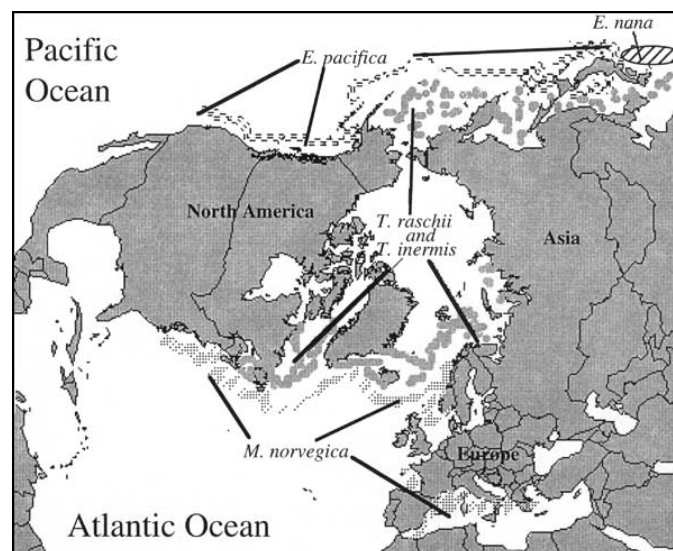 Pacific
Ocean
E. pacifica
E. nana
North America
T. raschii
and
T. inermis
Asia
M. norvegica
Europe
Atlantic Ocean